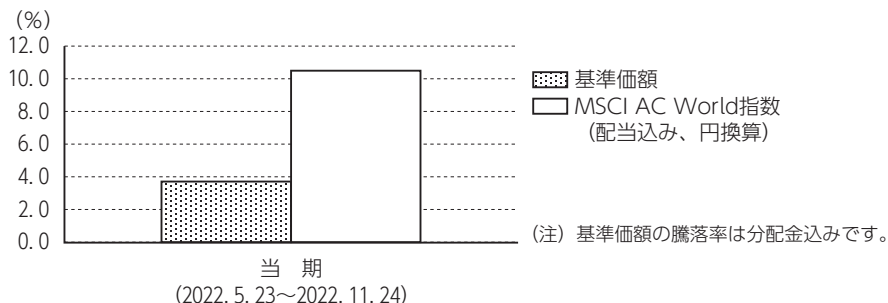 (%)
12.0
10.0
8.0
6.0
4.0
2.0
0.0
基準価額
MSCI AC World指数
（配当込み、円換算）
（注）基準価額の騰落率は分配金込みです。
当　期
(2022. 5. 23～2022. 11. 24)